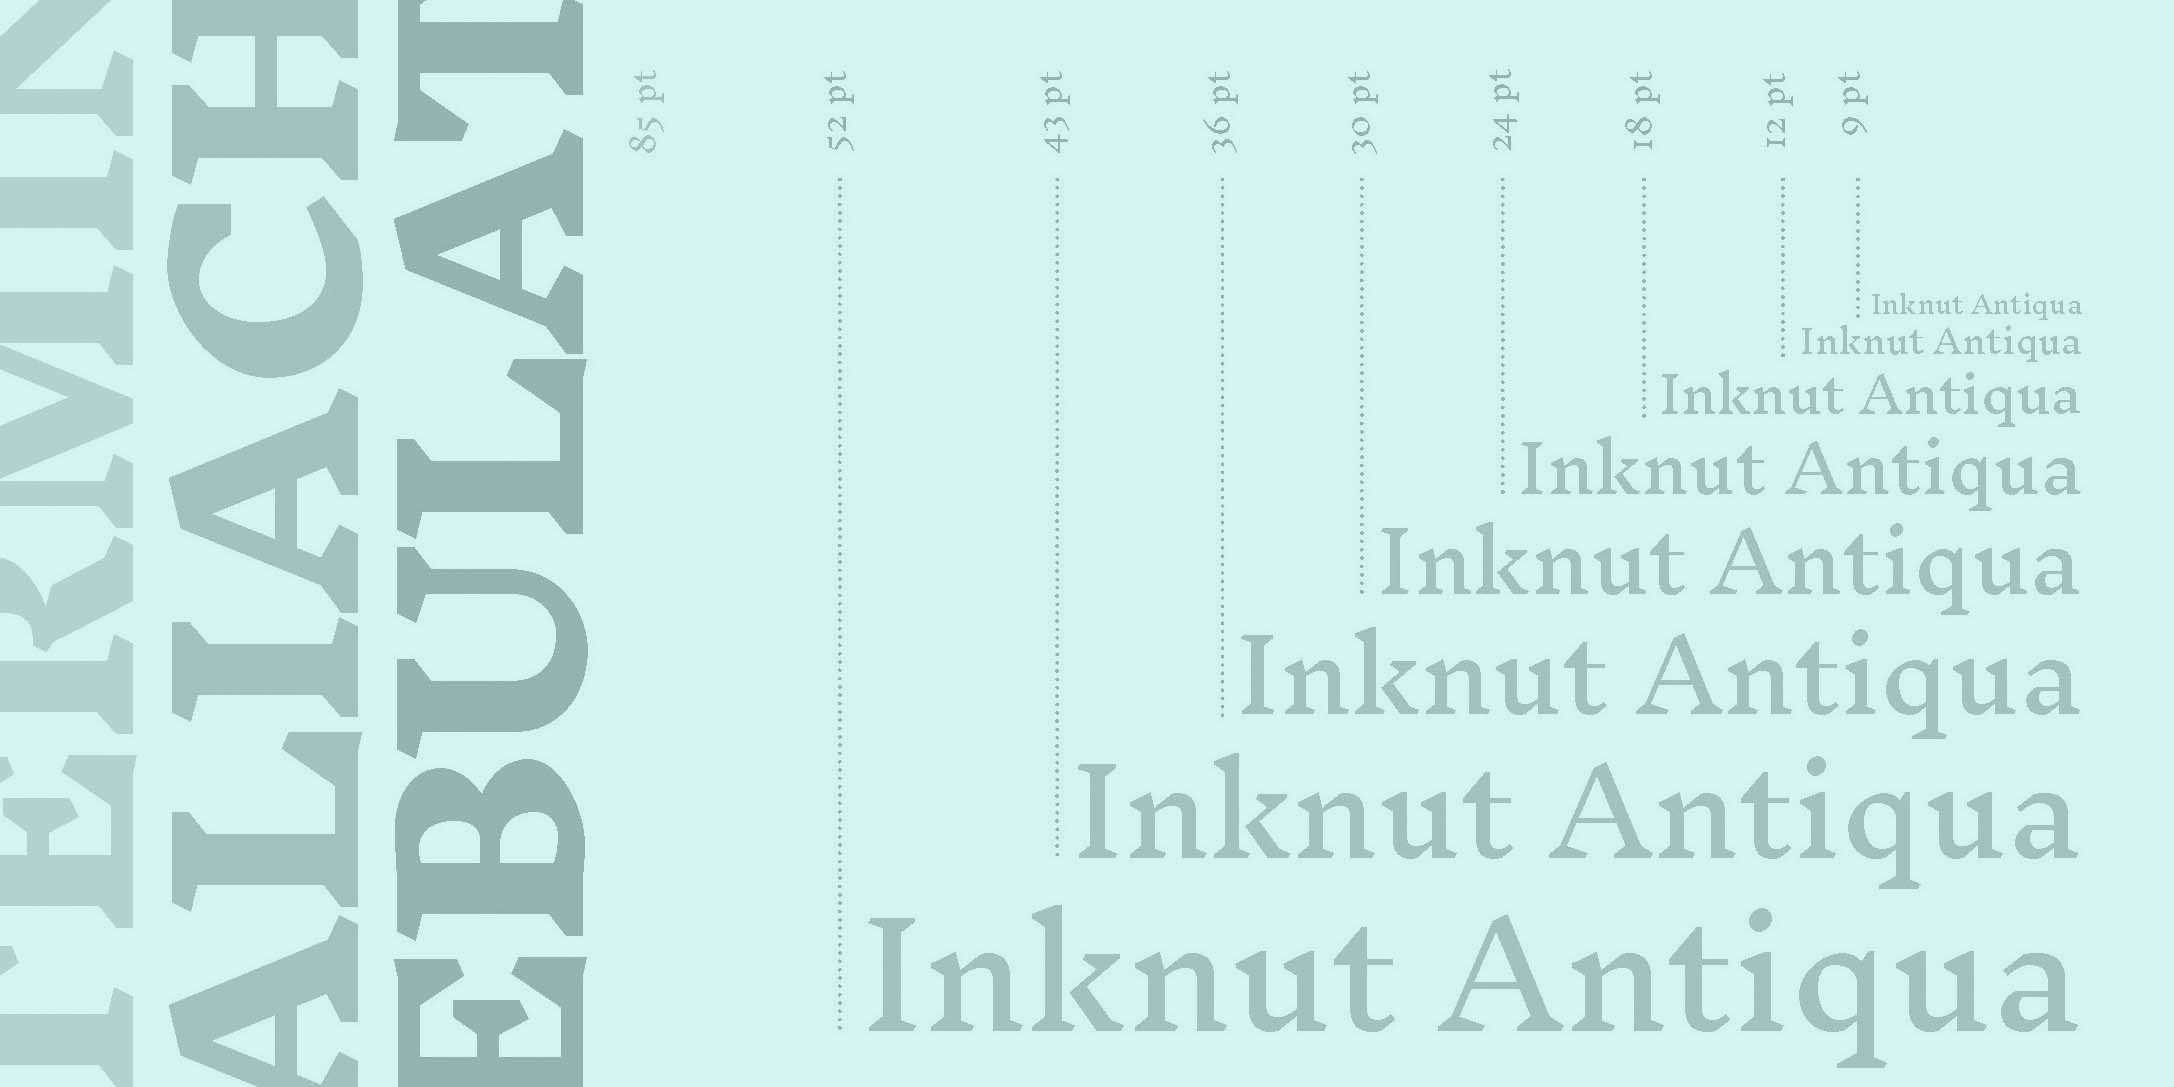 TERMIN
ALIACH
EBULAT
85 pt
52 pt
43 pt
36 pt
30 pt
24 pt
18 pt
12 pt
9 pt
Inknut Antiqua
Inknut Antiqua
Inknut Antiqua
Inknut Antiqua
Inknut Antiqua
Inknut Antiqua
Inknut Antiqua
Inknut Antiqua